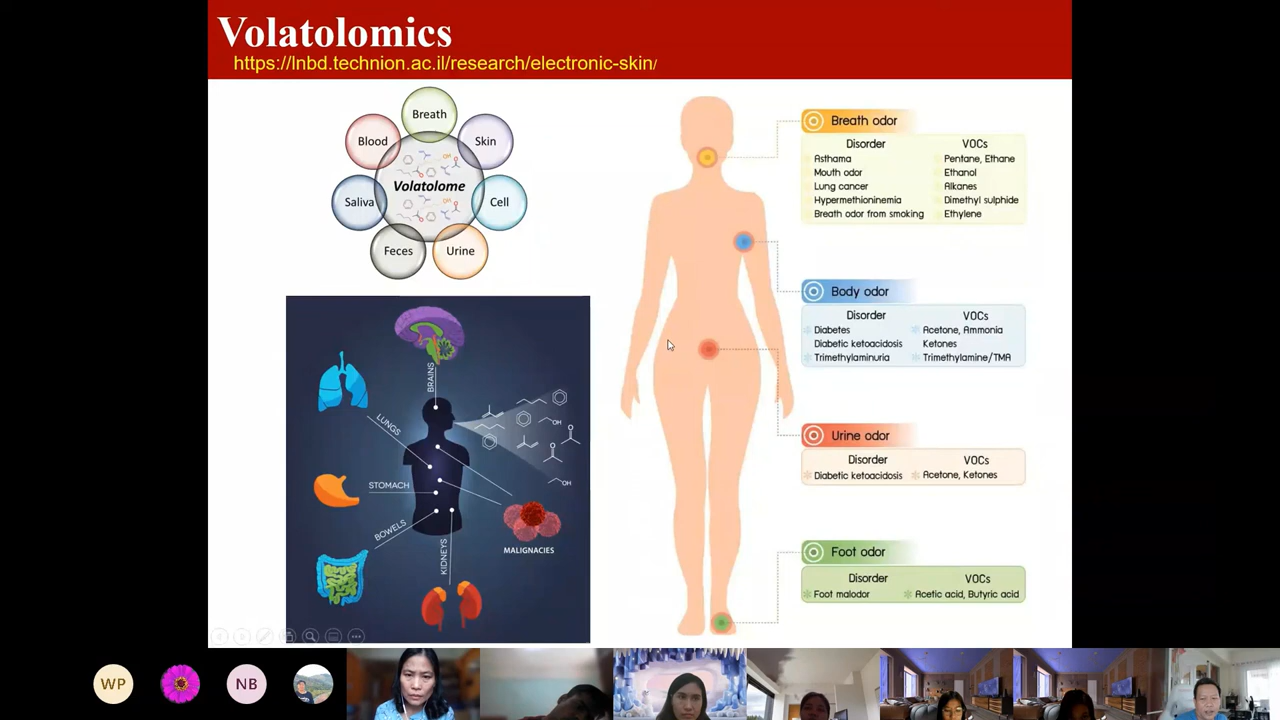 Volatolomics
https://lnbd.technion.ac.il/research/electronic-skin/
Breath
Blood
Skin
Volatolome
Saliva
Cell
Feces
Urine
BRAINS
LUNGS
STOMACH
BOWELS
KIDNEYS
MALIGNACIES
OH
OH
Breath odor
Disorder VOCs
Asthma Pentane, Ethane
Mouth odor Ethanol
Lung cancer Alkanes
Hypermethioninemia Dimethyl sulphide
Breath odor from smoking Ethylene
Body odor
Disorder VOCs
Diabetes Acetone, Ammonia
Diabetic ketoacidosis Ketones
Trimethylaminuria Trimethylamine/TMA
Urine odor
Disorder VOCs
Diabetic ketoacidosis Acetone, Ketones
Foot odor
Disorder VOCs
Foot malodor Acetic acid, Butyric acid
WP
NB